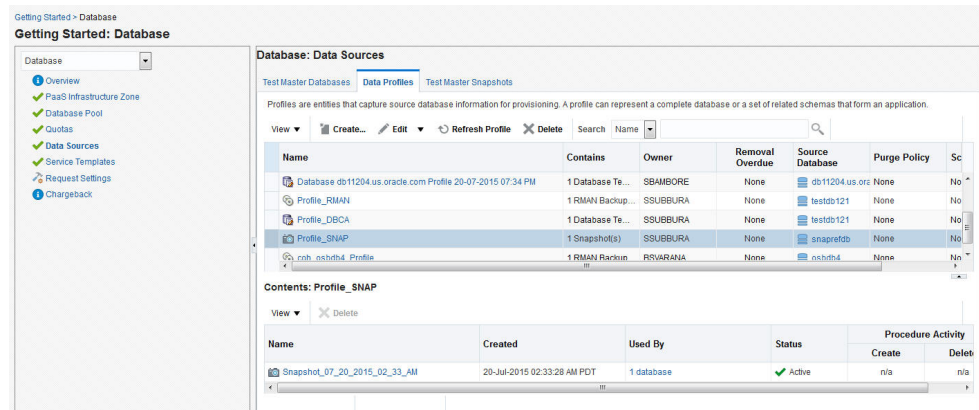 Getting Started > Database
Getting Started: Database
Database
Overview
PaaS Infrastructure Zone
Database Pool
Quotas
Data Sources
Service Templates
Request Settings
Chargeback
Database: Data Sources
Test Master Databases Data Profiles Test Master Snapshots
Profiles are entities that capture source database information for provisioning. A profile can represent a complete database or a set of related schemas that form an application.
View Create... Edit Refresh Profile Delete Search Name
Name Contains Owner Removal Overdue Source Database Purge Policy Sc
Database db11204.us.oracle.com Profile 20-07-2015 07:34 PM 1 Database Te... SBAMBORE None db11204.us.ora None No
Profile_RMAN 1 RMAN Backup... SSUBBURA None testdb121 None No
Profile_DBCA 1 Database Te... SSUBBURA None testdb121 None No
Profile_SNAP 1 Snapshot(s) SSUBBURA None snaprefdb None No
cob_osbdb4_Profile 1 RMAN Backup BSVARANA None osbdb4 None No
Contents: Profile_SNAP
View Delete
Name Created Used By Status Procedure Activity
Create Delet
Snapshot_07_20_2015_02_33_AM 20-Jul-2015 02:33:28 AM PDT 1 database Active n/a n/a